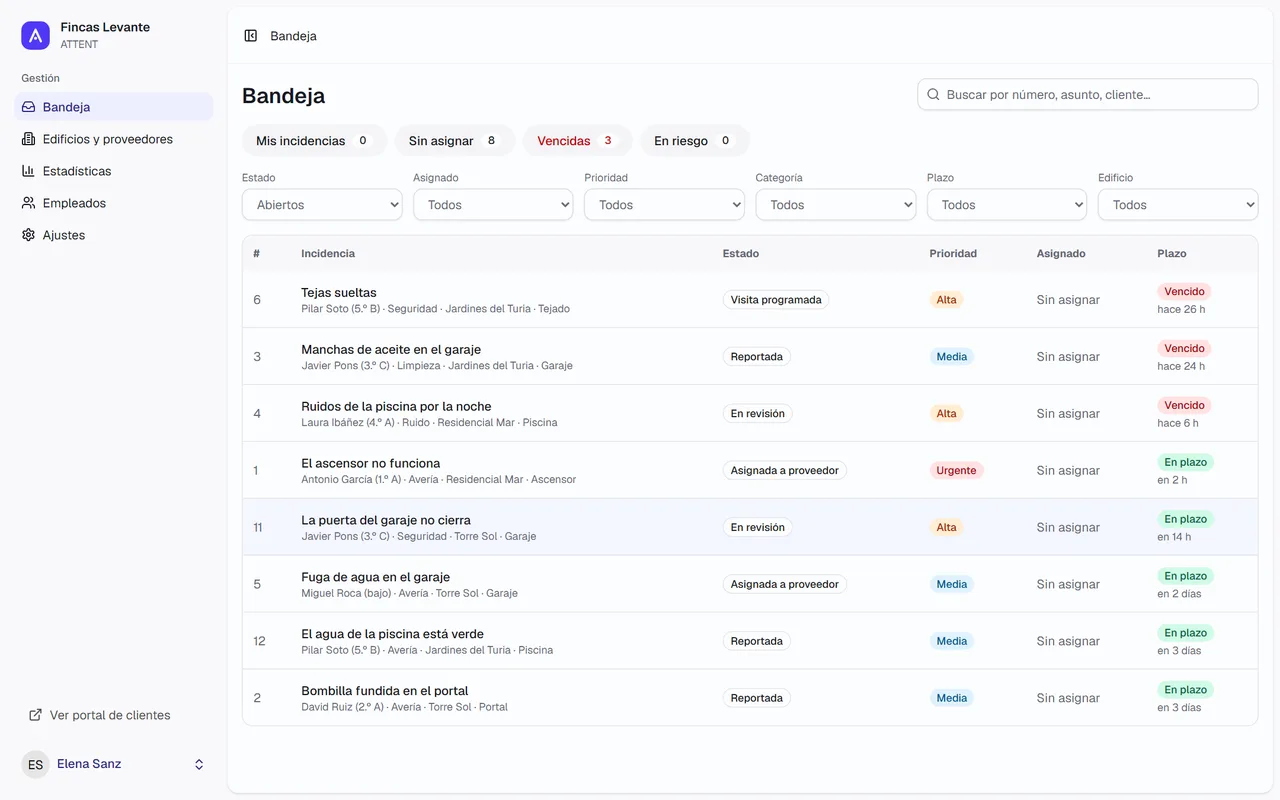 Fincas Levante
ATTENT
Gestión
Bandeja
Edificios y proveedores
Estadísticas
Empleados
Ajustes
Ver portal de clientes
ES Elena Sanz
Bandeja
Bandeja
Buscar por número, asunto, cliente...
Mis incidencias 0 Sin asignar 8 Vencidas 3 En riesgo 0
Estado Asignado Prioridad Categoría Plazo Edificio
Abiertos Todos Todos Todos Todos Todos
# Incidencia Estado Prioridad Asignado Plazo
6 Tejas sueltas Visita programada Alta Sin asignar Vencido
Pilar Soto (5.º B) · Seguridad · Jardines del Turia · Tejado hace 26 h
3 Manchas de aceite en el garaje Reportada Media Sin asignar Vencido
Javier Pons (3.º C) · Limpieza · Jardines del Turia · Garaje hace 24 h
4 Ruidos de la piscina por la noche En revisión Alta Sin asignar Vencido
Laura Ibáñez (4.º A) · Ruido · Residencial Mar · Piscina hace 6 h
1 El ascensor no funciona Asignada a proveedor Urgente Sin asignar En plazo
Antonio García (1.º A) · Avería · Residencial Mar · Ascensor en 2 h
11 La puerta del garaje no cierra En revisión Alta Sin asignar En plazo
Javier Pons (3.º C) · Seguridad · Torre Sol · Garaje en 14 h
5 Fuga de agua en el garaje Asignada a proveedor Media Sin asignar En plazo
Miguel Roca (bajo) · Avería · Torre Sol · Garaje en 2 días
12 El agua de la piscina está verde Reportada Media Sin asignar En plazo
Pilar Soto (5.º B) · Avería · Jardines del Turia · Piscina en 3 días
2 Bombilla fundida en el portal Reportada Media Sin asignar En plazo
David Ruiz (2.º A) · Avería · Torre Sol · Portal en 3 días